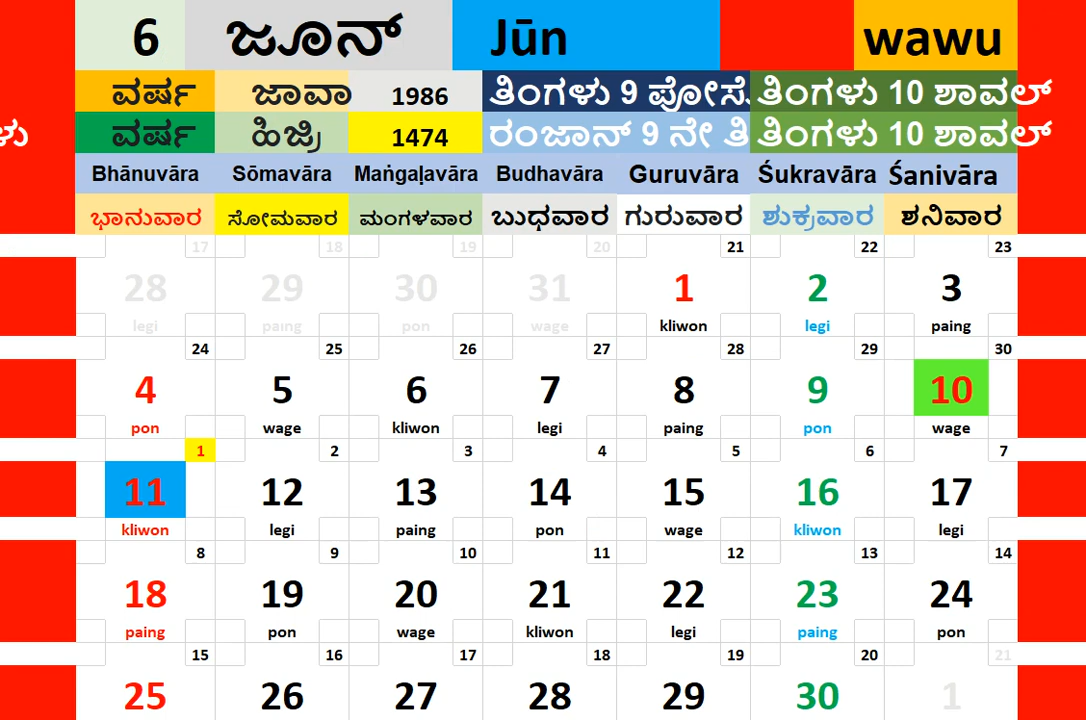 6 ಜೂನ್ Jūn wawu
ವರ್ಷ ಜಾವಾ 1986 ತಿಂಗಳು 9 ಪೋಸೆ ತಿಂಗಳು 10 ಶಾವಲ್
ಳು ವರ್ಷ ಹಿಜ್ರಿ 1474 ರಂಜಾನ್ 9 ನೇ ತಿ ತಿಂಗಳು 10 ಶಾವಲ್
Bhānuvāra Sōmavāra Maṅgaḷavāra Budhavāra Guruvāra Śukravāra Śanivāra
ಭಾನುವಾರ ಸೋಮವಾರ ಮಂಗಳವಾರ ಬುಧವಾರ ಗುರುವಾರ ಶುಕ್ರವಾರ ಶನಿವಾರ
17 18 19 20 21 22 23
28 29 30 31 1 2 3
legi paing pon wage kliwon legi paing
24 25 26 27 28 29 30
4 5 6 7 8 9 10
pon wage kliwon legi paing pon wage
1 2 3 4 5 6 7
11 12 13 14 15 16 17
kliwon legi paing pon wage kliwon legi
8 9 10 11 12 13 14
18 19 20 21 22 23 24
paing pon wage kliwon legi paing pon
15 16 17 18 19 20 21
25 26 27 28 29 30 1